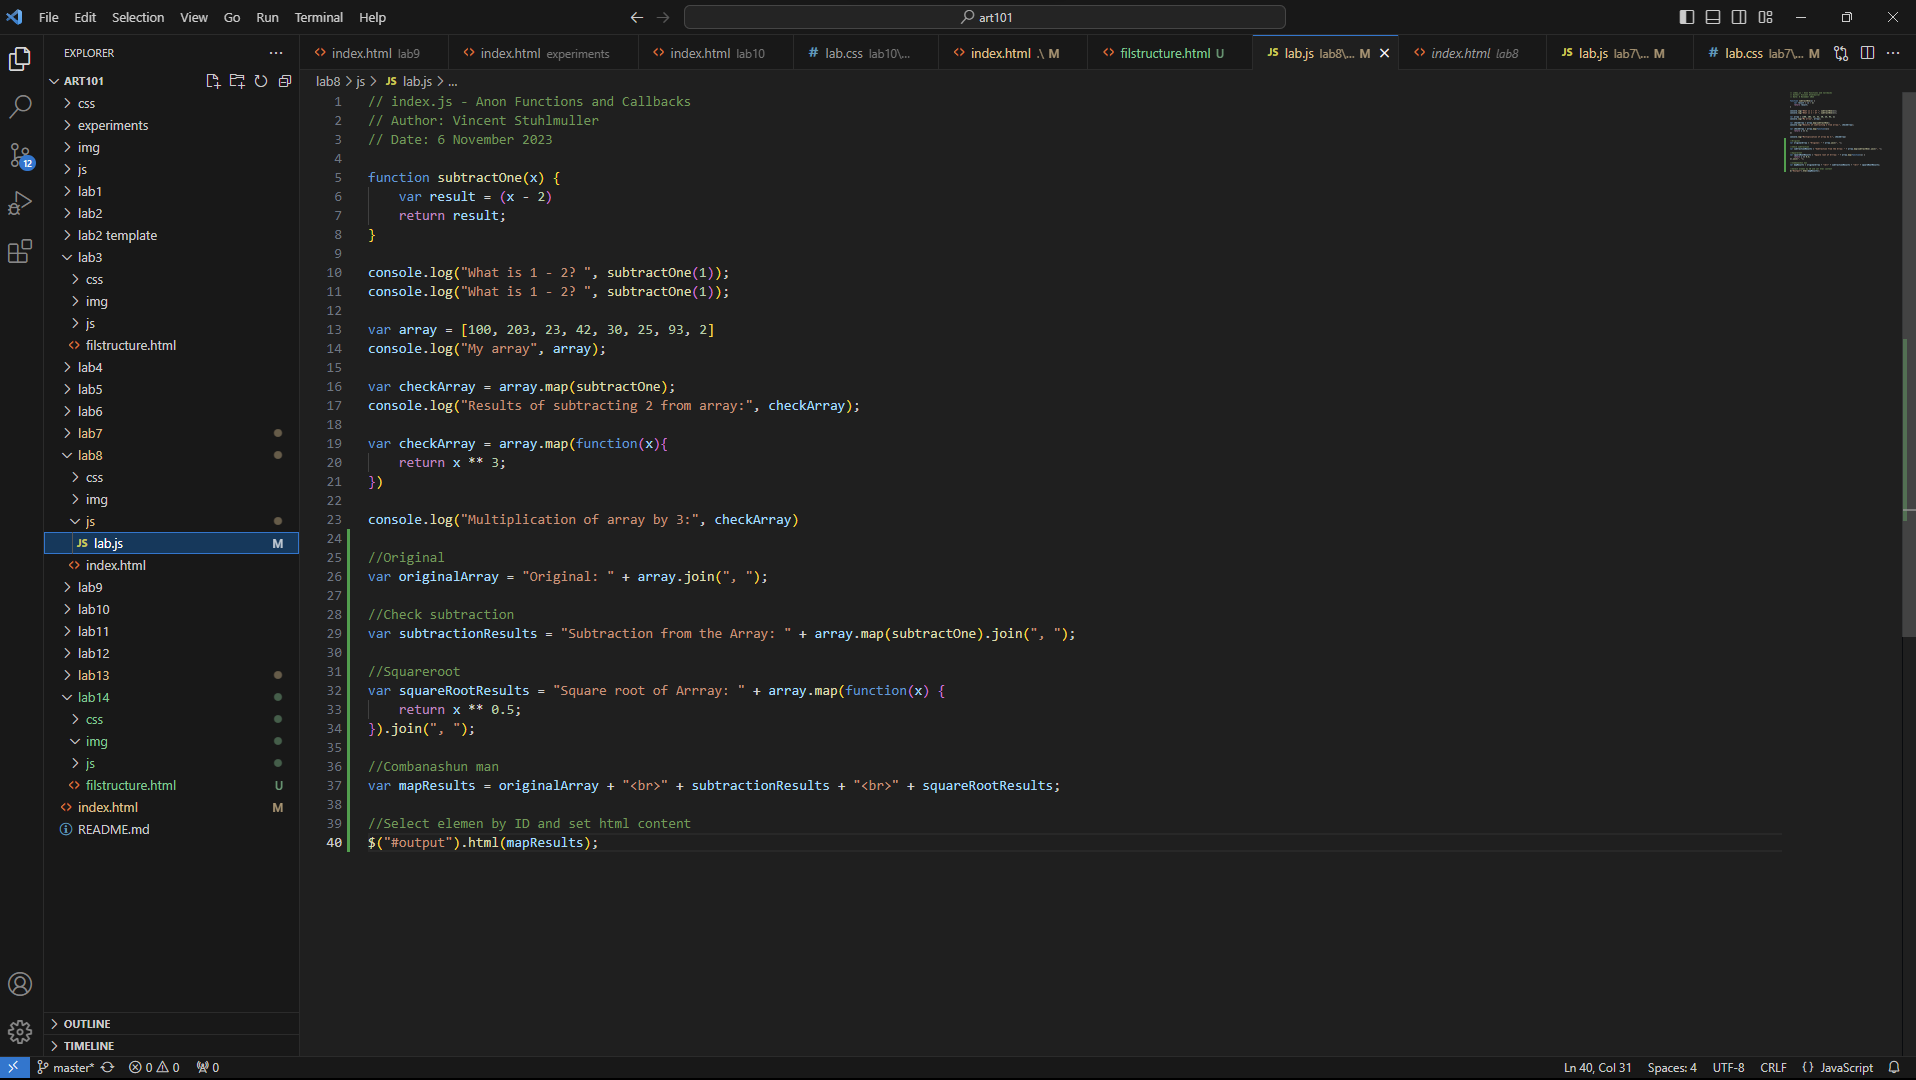 File Edit Selection View Go Run Terminal Help
art101
EXPLORER
index.html lab9
index.html experiments
index.html lab10
lab.css lab10\...
index.html .\ M
filstructure.html U
lab.js lab8\... M
index.html lab8
lab.js lab7\... M
lab.css lab7\... M
ART101
css
experiments
img
js
lab1
lab2
lab2 template
lab3
css
img
js
filstructure.html
lab4
lab5
lab6
lab7
lab8
css
img
js
lab.js M
index.html
lab9
lab10
lab11
lab12
lab13
lab14
css
img
js
filstructure.html U
index.html M
README.md
OUTLINE
TIMELINE
12
lab8 > js > JS lab.js > ...
1 // index.js - Anon Functions and Callbacks
2 // Author: Vincent Stuhlmuller
3 // Date: 6 November 2023
4
5 function subtractOne(x) {
6 var result = (x - 2)
7 return result;
8 }
9
10 console.log("What is 1 - 2? ", subtractOne(1));
11 console.log("What is 1 - 2? ", subtractOne(1));
12
13 var array = [100, 203, 23, 42, 30, 25, 93, 2]
14 console.log("My array", array);
15
16 var checkArray = array.map(subtractOne);
17 console.log("Results of subtracting 2 from array:", checkArray);
18
19 var checkArray = array.map(function(x){
20 return x ** 3;
21 })
22
23 console.log("Multiplication of array by 3:", checkArray)
24
25 //Original
26 var originalArray = "Original: " + array.join(", ");
27
28 //Check subtraction
29 var subtractionResults = "Subtraction from the Array: " + array.map(subtractOne).join(", ");
30
31 //Squareroot
32 var squareRootResults = "Square root of Arrray: " + array.map(function(x) {
33 return x ** 0.5;
34 }).join(", ");
35
36 //Combanashun man
37 var mapResults = originalArray + "<br>" + subtractionResults + "<br>" + squareRootResults;
38
39 //Select elemen by ID and set html content
40 $("#output").html(mapResults);
master* 0 0 0
Ln 40, Col 31 Spaces: 4 UTF-8 CRLF {} JavaScript